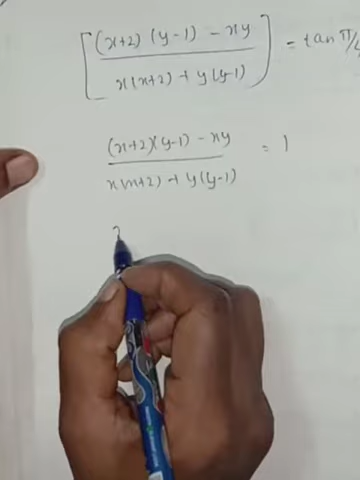 [(x+2)(y-1) - xy / x(x+2) + y(y-1)] = tan π/4
(x+2)(y-1) - xy / x(x+2) + y(y-1) = 1